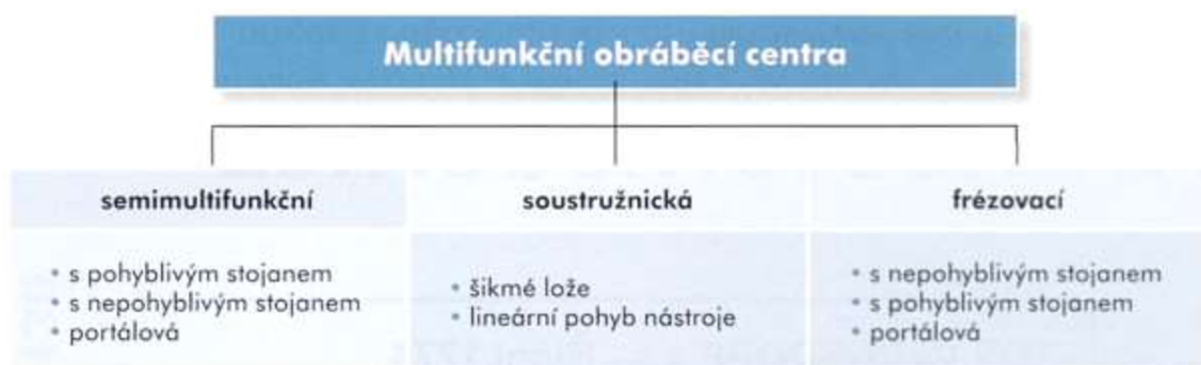 Multifunkční obráběcí centra
semimultifunkční
• s pohyblivým stojanem
• s nepohyblivým stojanem
• portálová
soustružnická
• šikmé lože
• lineární pohyb nástroje
frézovací
• s nepohyblivým stojanem
• s pohyblivým stojanem
• portálová